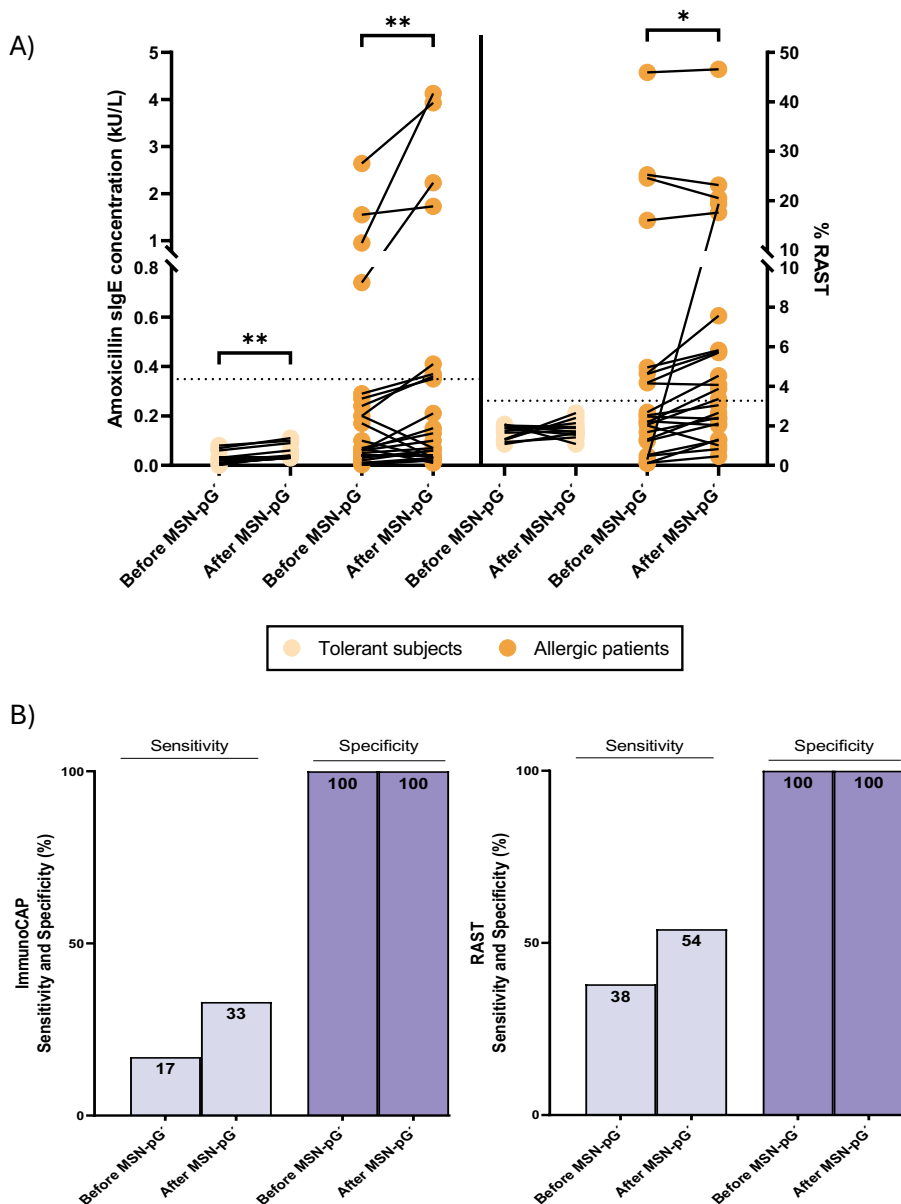 A)
**
*
**
Amoxicillin sIgE concentration (kU/L)
5
4
3
2
1
0.8
0.6
0.4
0.2
0.0
50
40
30
20
10
10
8
6
4
2
0
% RAST
Before MSN-pG
After MSN-pG
Before MSN-pG
After MSN-pG
Before MSN-pG
After MSN-pG
Before MSN-pG
After MSN-pG
Tolerant subjects
Allergic patients
B)
Sensitivity
Specificity
ImmunoCAP
Sensitivity and Specificity (%)
100
50
0
17
33
100
100
Before MSN-pG
After MSN-pG
Before MSN-pG
After MSN-pG
Sensitivity
Specificity
RAST
Sensitivity and Specificity (%)
100
50
0
38
54
100
100
Before MSN-pG
After MSN-pG
Before MSN-pG
After MSN-pG